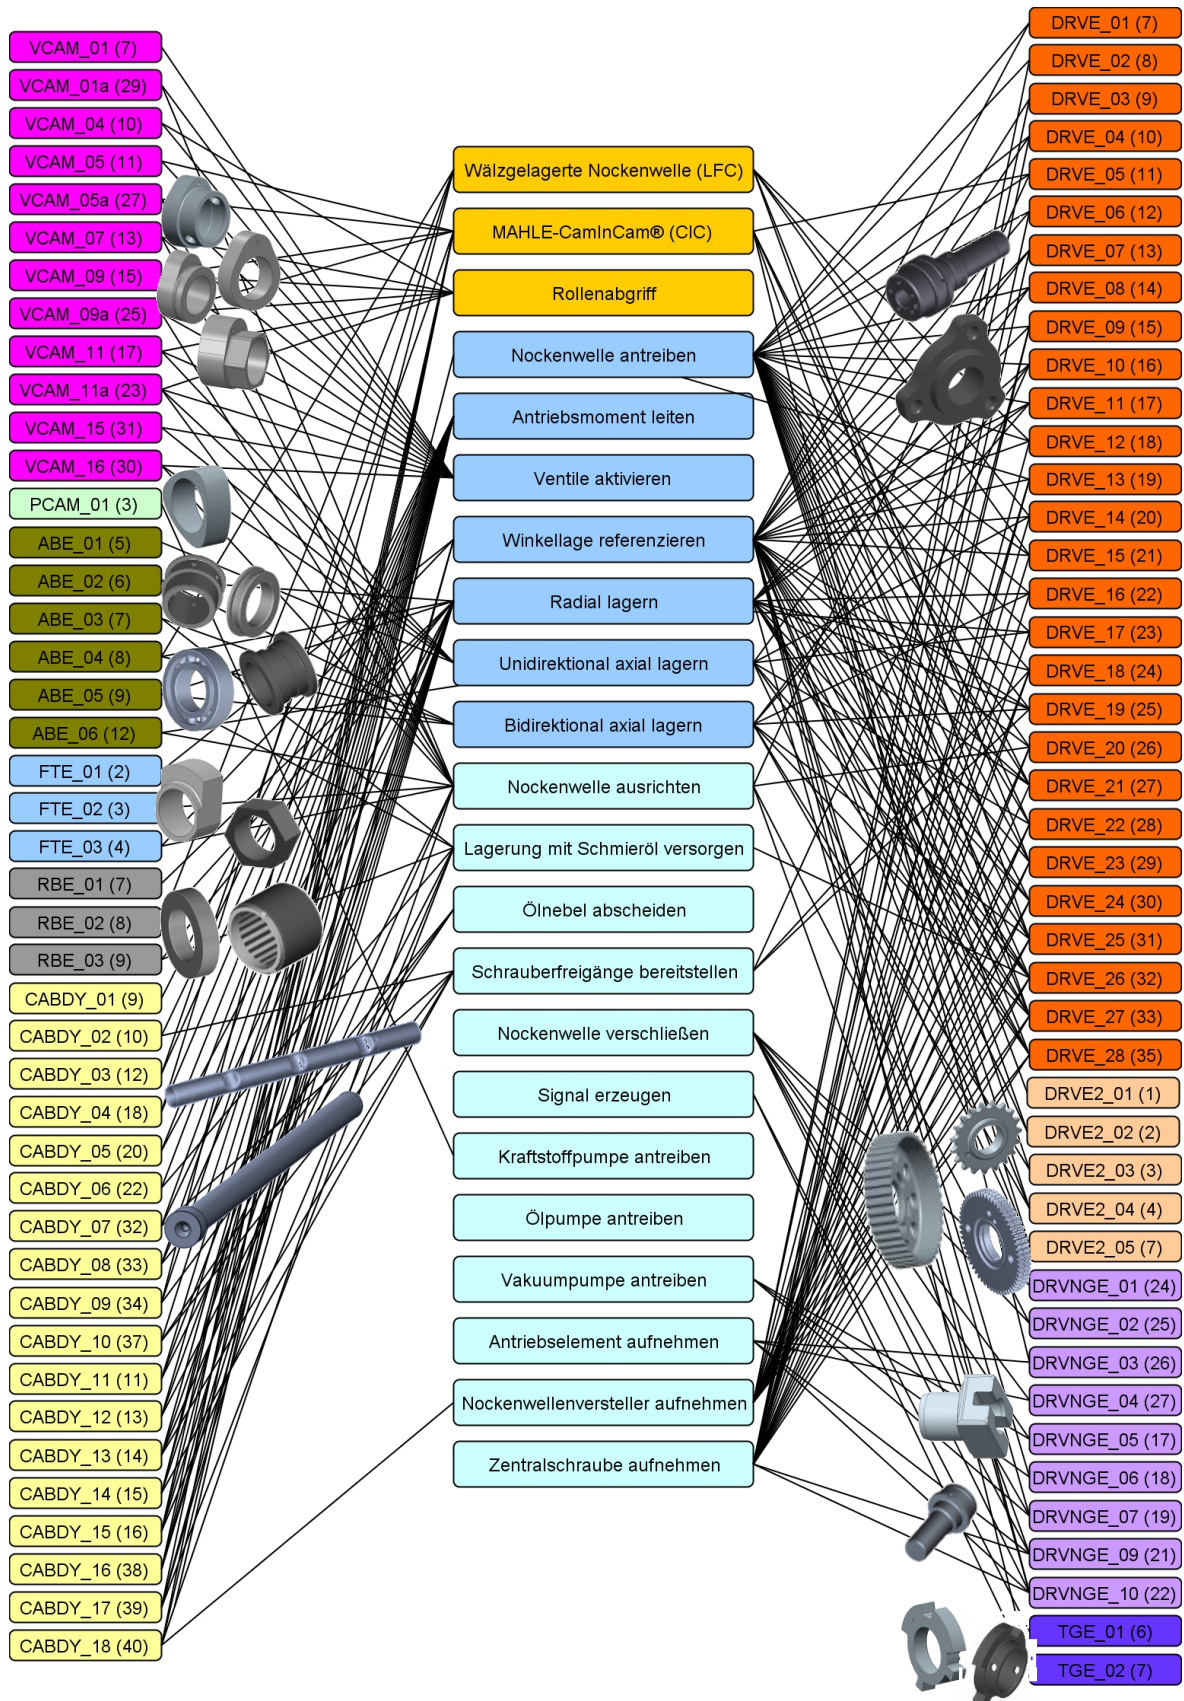 VCAM_01 (7)
VCAM_01a (29)
VCAM_04 (10)
VCAM_05 (11)
VCAM_05a (27)
VCAM_07 (13)
VCAM_09 (15)
VCAM_09a (25)
VCAM_11 (17)
VCAM_11a (23)
VCAM_15 (31)
VCAM_16 (30)
PCAM_01 (3)
ABE_01 (5)
ABE_02 (6)
ABE_03 (7)
ABE_04 (8)
ABE_05 (9)
ABE_06 (12)
FTE_01 (2)
FTE_02 (3)
FTE_03 (4)
RBE_01 (7)
RBE_02 (8)
RBE_03 (9)
CABDY_01 (9)
CABDY_02 (10)
CABDY_03 (12)
CABDY_04 (18)
CABDY_05 (20)
CABDY_06 (22)
CABDY_07 (32)
CABDY_08 (33)
CABDY_09 (34)
CABDY_10 (37)
CABDY_11 (11)
CABDY_12 (13)
CABDY_13 (14)
CABDY_14 (15)
CABDY_15 (16)
CABDY_16 (38)
CABDY_17 (39)
CABDY_18 (40)
Wälzgelagerte Nockenwelle (LFC)
MAHLE-CamInCam® (CIC)
Rollenabgriff
Nockenwelle antreiben
Antriebsmoment leiten
Ventile aktivieren
Winkellage referenzieren
Radial lagern
Unidirektional axial lagern
Bidirektional axial lagern
Nockenwelle ausrichten
Lagerung mit Schmieröl versorgen
Ölnebel abscheiden
Schrauberfreigänge bereitstellen
Nockenwelle verschließen
Signal erzeugen
Kraftstoffpumpe antreiben
Ölpumpe antreiben
Vakuumpumpe antreiben
Antriebselement aufnehmen
Nockenwellenversteller aufnehmen
Zentralschraube aufnehmen
DRVE_01 (7)
DRVE_02 (8)
DRVE_03 (9)
DRVE_04 (10)
DRVE_05 (11)
DRVE_06 (12)
DRVE_07 (13)
DRVE_08 (14)
DRVE_09 (15)
DRVE_10 (16)
DRVE_11 (17)
DRVE_12 (18)
DRVE_13 (19)
DRVE_14 (20)
DRVE_15 (21)
DRVE_16 (22)
DRVE_17 (23)
DRVE_18 (24)
DRVE_19 (25)
DRVE_20 (26)
DRVE_21 (27)
DRVE_22 (28)
DRVE_23 (29)
DRVE_24 (30)
DRVE_25 (31)
DRVE_26 (32)
DRVE_27 (33)
DRVE_28 (35)
DRVE2_01 (1)
DRVE2_02 (2)
DRVE2_03 (3)
DRVE2_04 (4)
DRVE2_05 (7)
DRVNGE_01 (24)
DRVNGE_02 (25)
DRVNGE_03 (26)
DRVNGE_04 (27)
DRVNGE_05 (17)
DRVNGE_06 (18)
DRVNGE_07 (19)
DRVNGE_09 (21)
DRVNGE_10 (22)
TGE_01 (6)
TGE_02 (7)